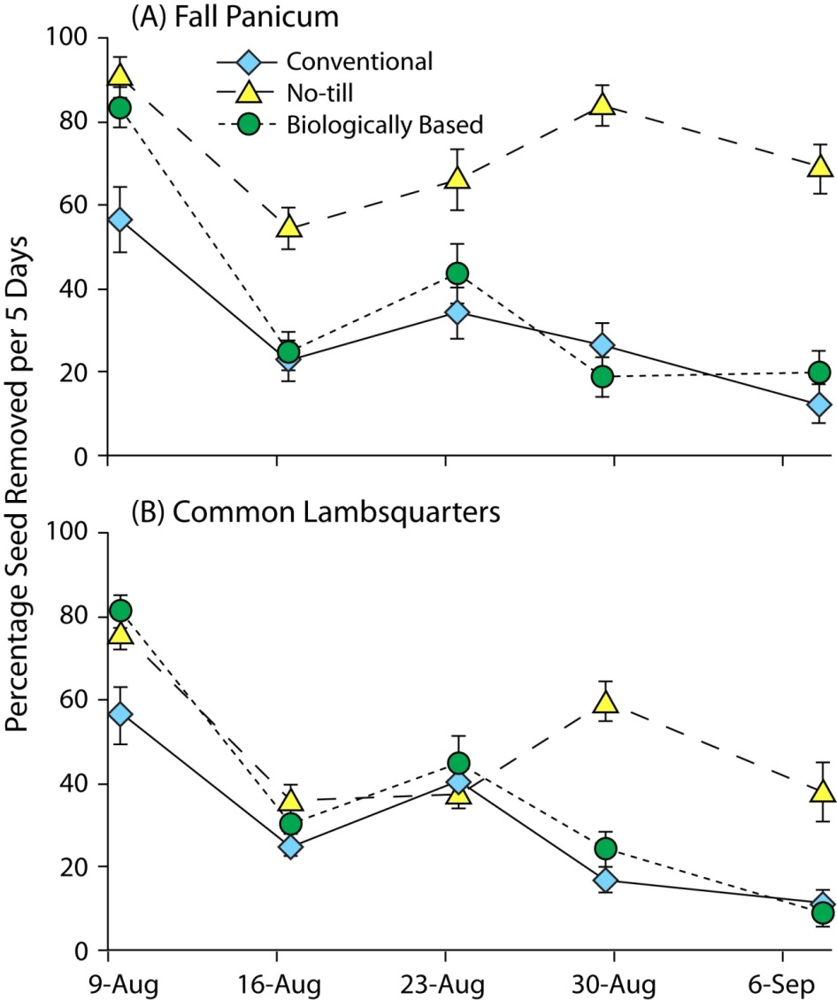 (A) Fall Panicum
Conventional
No-till
Biologically Based
100
80
60
40
20
0
Percentage Seed Removed per 5 Days
(B) Common Lambsquarters
100
80
60
40
20
0
9-Aug 16-Aug 23-Aug 30-Aug 6-Sep